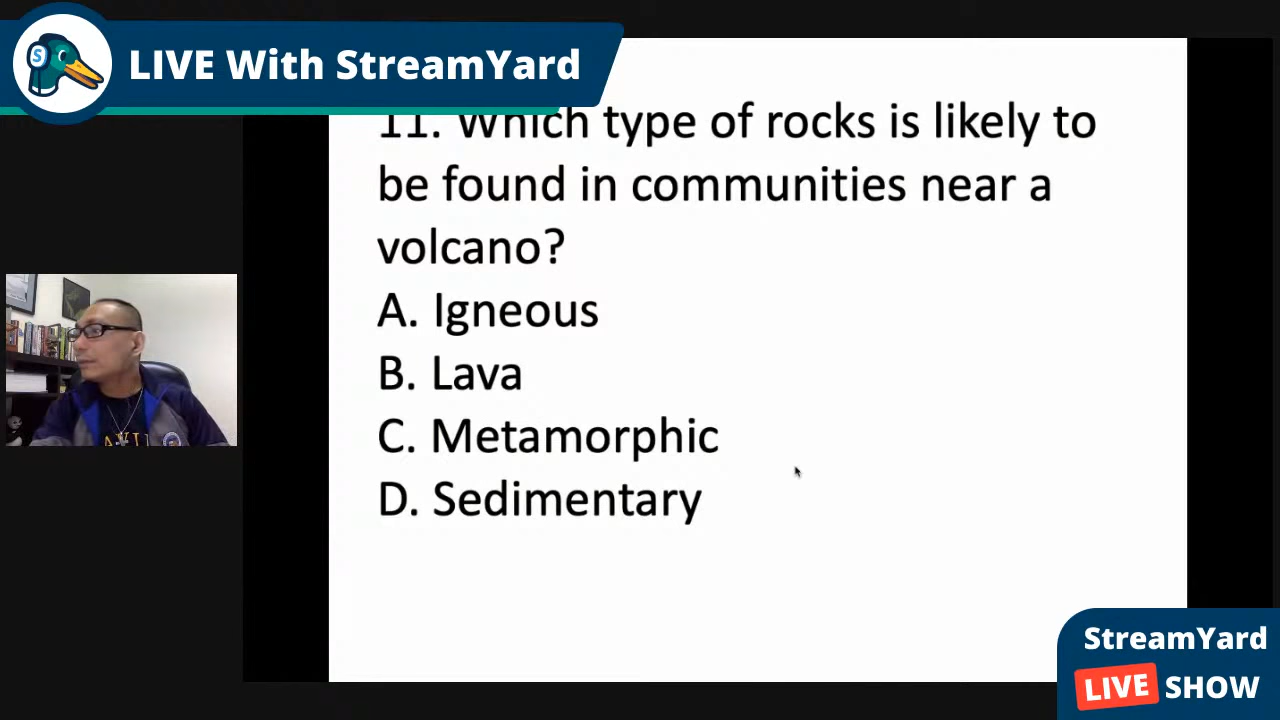 LIVE With StreamYard
11. Which type of rocks is likely to
be found in communities near a
volcano?
A. Igneous
B. Lava
C. Metamorphic
D. Sedimentary
StreamYard
LIVE SHOW